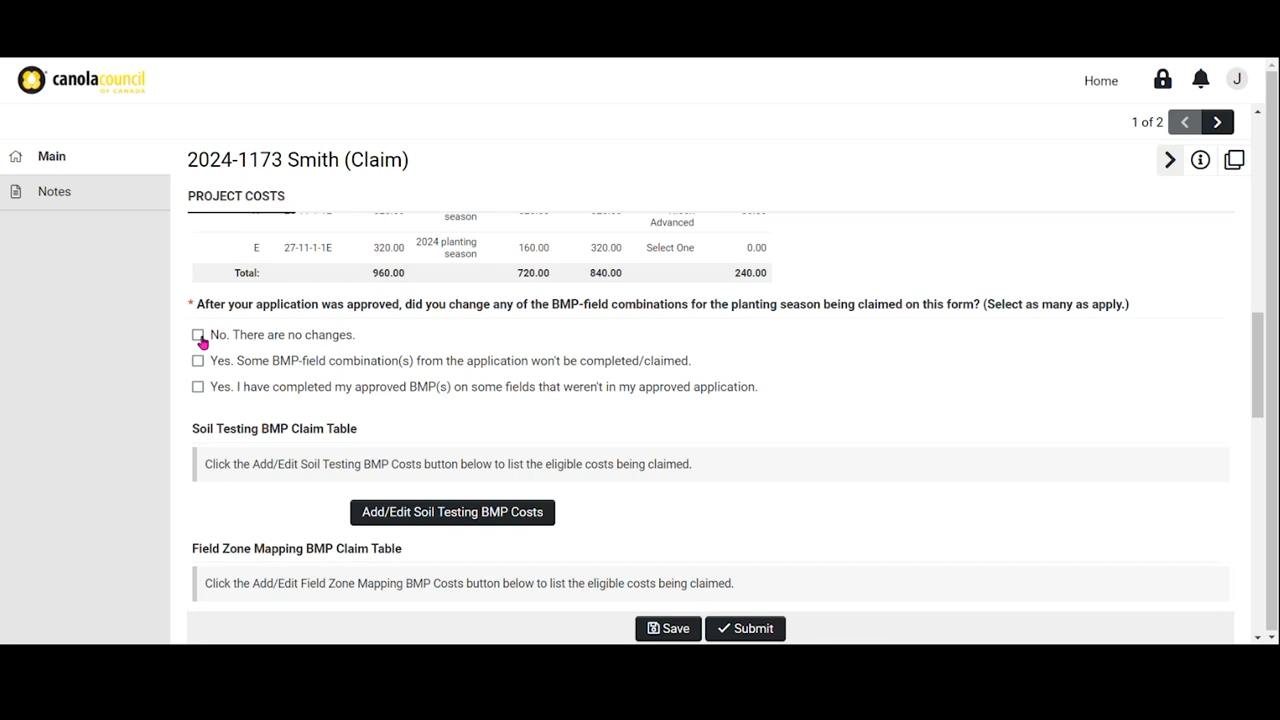 canolacouncil
OF CANADA
Home
J
1 of 2
Main
Notes
2024-1173 Smith (Claim)
PROJECT COSTS
season
Advanced
E 27-11-1-1E 320.00 2024 planting season 160.00 320.00 Select One 0.00
Total: 960.00 720.00 840.00 240.00
* After your application was approved, did you change any of the BMP-field combinations for the planting season being claimed on this form? (Select as many as apply.)
No. There are no changes.
Yes. Some BMP-field combination(s) from the application won't be completed/claimed.
Yes. I have completed my approved BMP(s) on some fields that weren't in my approved application.
Soil Testing BMP Claim Table
Click the Add/Edit Soil Testing BMP Costs button below to list the eligible costs being claimed.
Add/Edit Soil Testing BMP Costs
Field Zone Mapping BMP Claim Table
Click the Add/Edit Field Zone Mapping BMP Costs button below to list the eligible costs being claimed.
Save
Submit